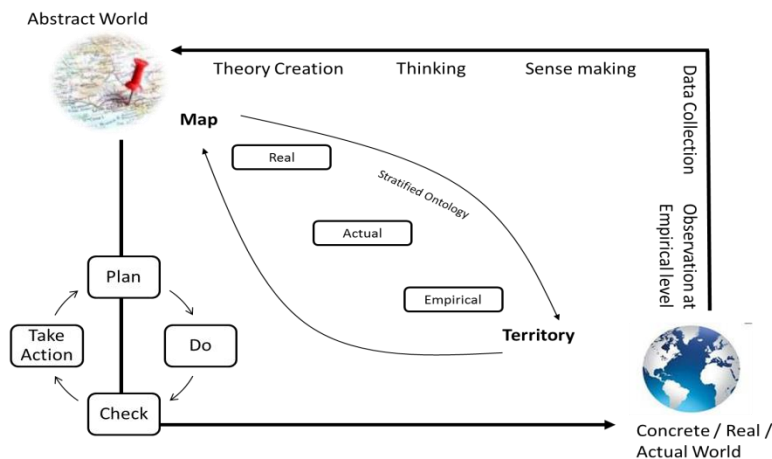 Abstract World
Theory Creation
Thinking
Sense making
Data Collection
Observation at
Empirical level
Map
Real
Stratified Ontology
Actual
Empirical
Territory
Plan
Take
Action
Do
Check
Concrete / Real /
Actual World